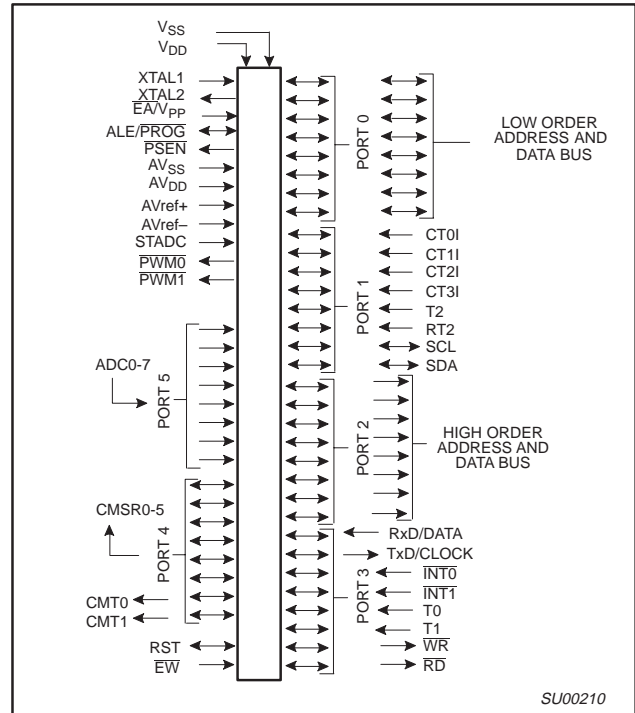 VSS
VDD
XTAL1
XTAL2
EA/VPP
ALE/PROG
PSEN
AVSS
AVDD
AVref+
AVref–
STADC
PWM0
PWM1
ADC0-7
PORT 5
CMSR0-5
PORT 4
CMT0
CMT1
RST
EW
PORT 0
LOW ORDER
ADDRESS AND
DATA BUS
PORT 1
CT0I
CT1I
CT2I
CT3I
T2
RT2
SCL
SDA
PORT 2
HIGH ORDER
ADDRESS AND
DATA BUS
PORT 3
RxD/DATA
TxD/CLOCK
INT0
INT1
T0
T1
WR
RD
SU00210